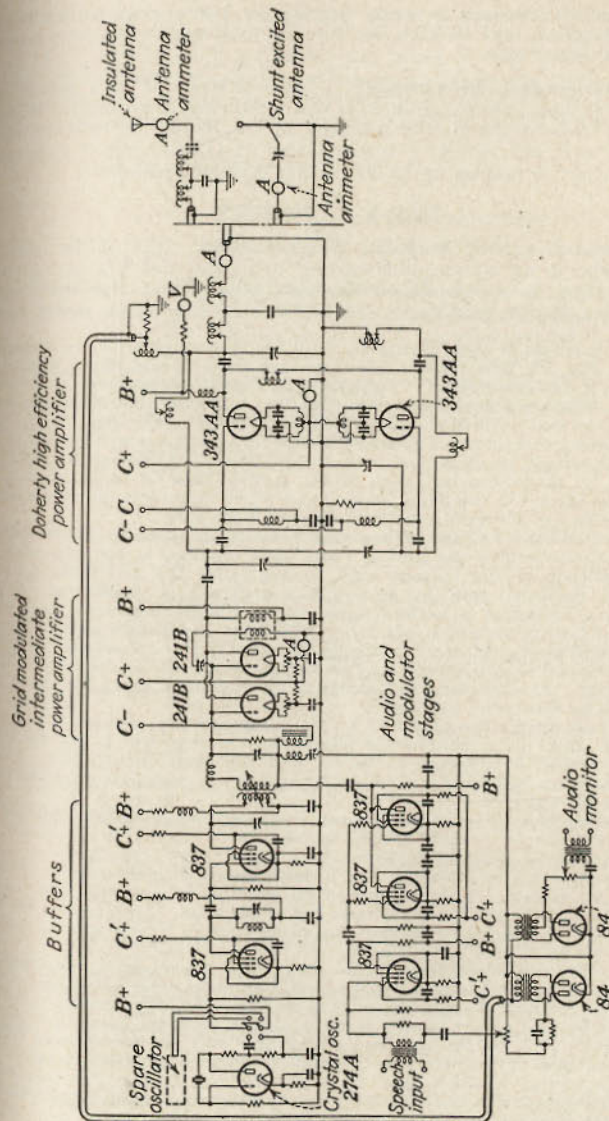 Buffers
Grid modulated
intermediate
power amplifier
Doherty high efficiency
power amplifier
Insulated
antenna
Antenna
ammeter
A
Spare
oscillator
B+
C'+
B+
C'+
B+
C-
C+
B+
C-
C
C+
B+
V
837
837
241B
241B
A
343AA
A
A
A
Shunt excited
antenna
Antenna
ammeter
Crystal osc.
274A
343AA
Audio and
modulator
stages
837
837
837
Speech
input
C'+
B+
C'+
B+
84
84
Audio
monitor